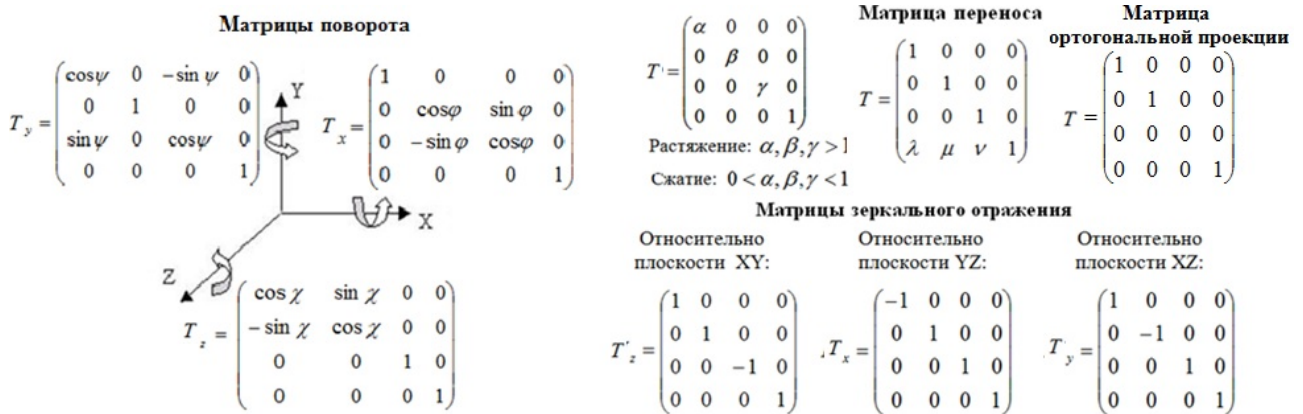 Матрицы поворота
T_y = (cosψ 0 −sin ψ 0
0 1 0 0
sin ψ 0 cosψ 0
0 0 0 1)
Y
T_x = (1 0 0 0
0 cosφ sin φ 0
0 −sin φ cosφ 0
0 0 0 1)
X
Z
T_z = (cos χ sin χ 0 0
−sin χ cos χ 0 0
0 0 1 0
0 0 0 1)
T = (α 0 0 0
0 β 0 0
0 0 γ 0
0 0 0 1)
Растяжение: α, β, γ > 1
Сжатие: 0 < α, β, γ < 1
Матрица переноса
T = (1 0 0 0
0 1 0 0
0 0 1 0
λ μ ν 1)
Матрица
ортогональной проекции
T = (1 0 0 0
0 1 0 0
0 0 0 0
0 0 0 1)
Матрицы зеркального отражения
Относительно
плоскости XY:
T'_z = (1 0 0 0
0 1 0 0
0 0 −1 0
0 0 0 1)
Относительно
плоскости YZ:
T_x = (−1 0 0 0
0 1 0 0
0 0 1 0
0 0 0 1)
Относительно
плоскости XZ:
T_y = (1 0 0 0
0 −1 0 0
0 0 1 0
0 0 0 1)